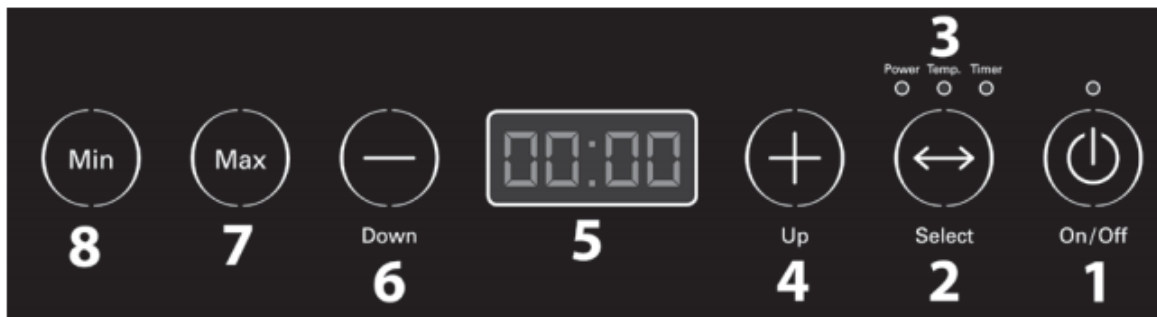 3
Power Temp. Timer
Min Max 00:00
Down Up Select On/Off
8 7 6 5 4 2 1